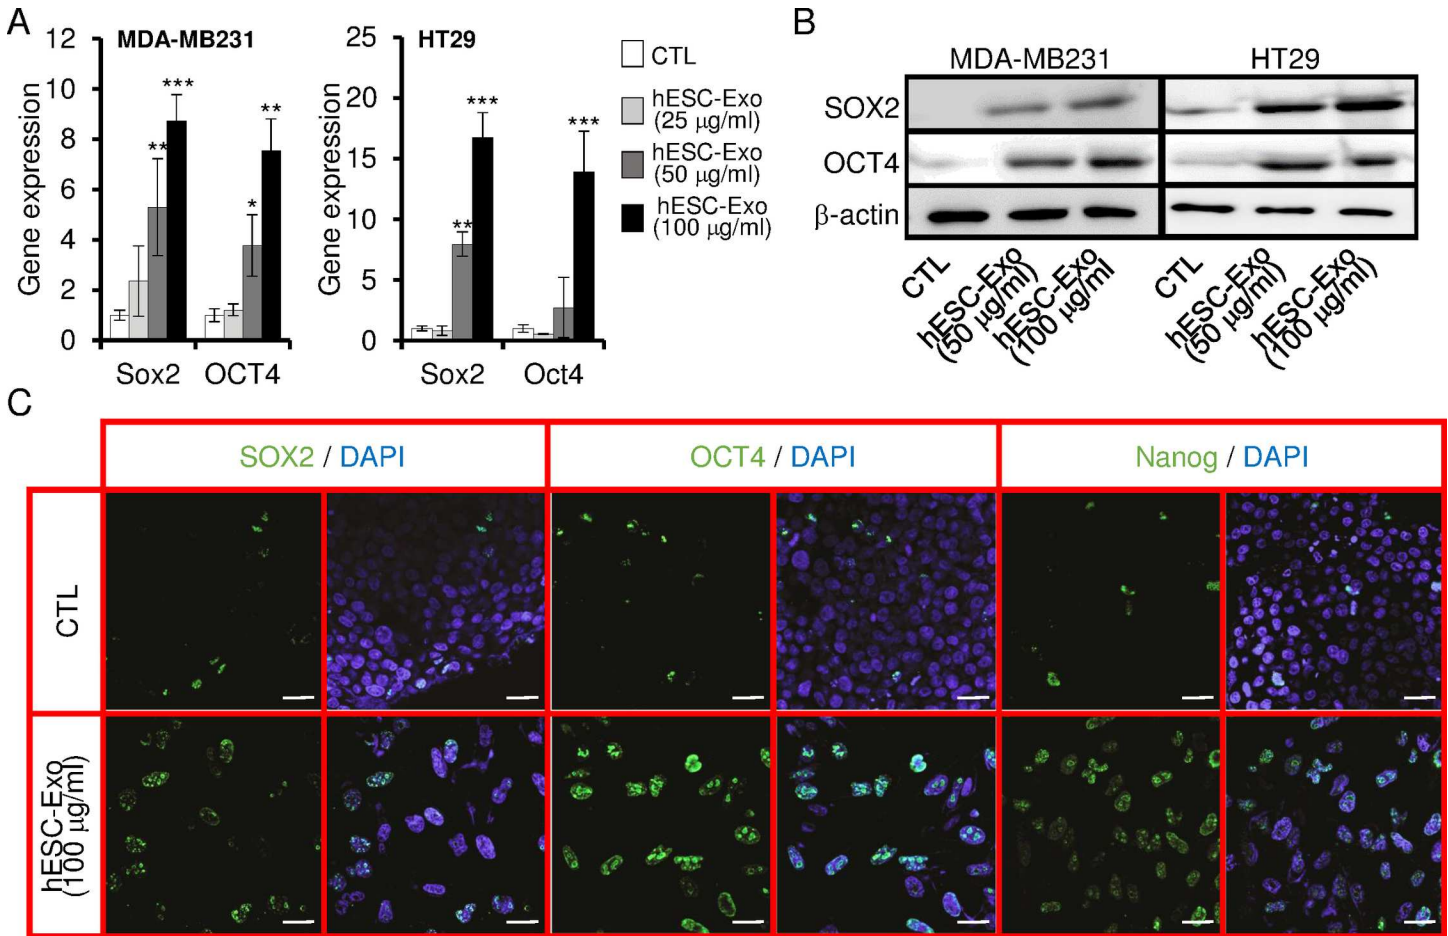 A
MDA-MB231
HT29
Gene expression
12
10
8
6
4
2
0
***
**
*
**
Sox2
OCT4
Gene expression
25
20
15
10
5
0
**
***
***
Sox2
Oct4
CTL
hESC-Exo
(25 µg/ml)
hESC-Exo
(50 µg/ml)
hESC-Exo
(100 µg/ml)
B
MDA-MB231
HT29
SOX2
OCT4
β-actin
CTL
hESC-Exo
(50 µg/ml)
hESC-Exo
(100 µg/ml
CTL
hESC-Exo
(50 µg/ml)
hESC-Exo
(100 µg/ml)
C
SOX2 / DAPI
OCT4 / DAPI
Nanog / DAPI
CTL
hESC-Exo
(100 µg/ml)